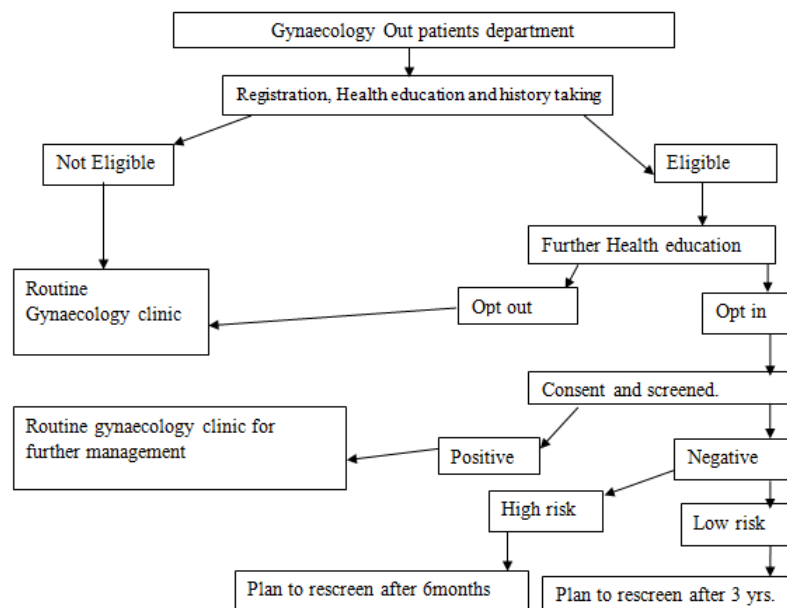 Gynaecology Out patients department
Registration, Health education and history taking
Not Eligible
Eligible
Further Health education
Routine
Gynaecology clinic
Opt out
Opt in
Consent and screened.
Routine gynaecology clinic for
further management
Positive
Negative
High risk
Low risk
Plan to rescreen after 6months
Plan to rescreen after 3 yrs.